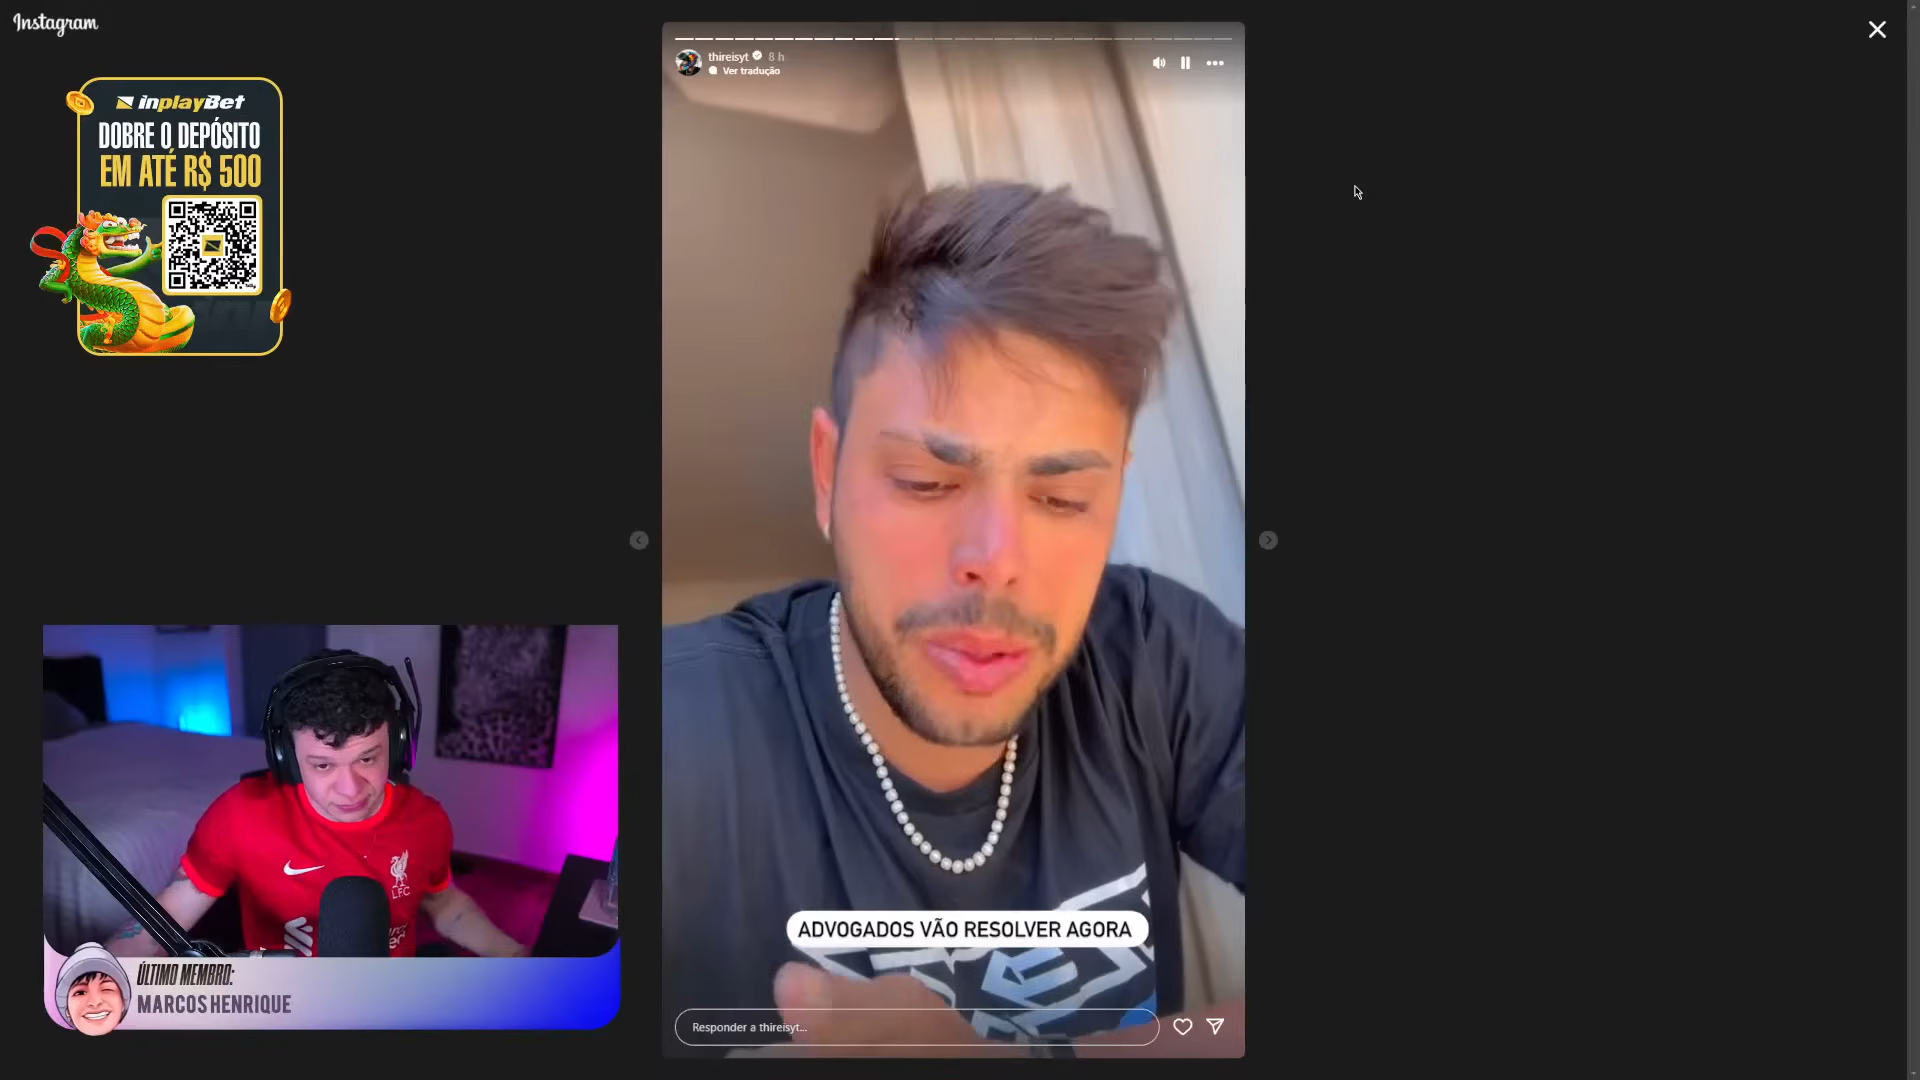 Instagram
thireisyt 8 h
Ver tradução
inplayBet
DOBRE O DEPÓSITO
EM ATÉ R$ 500
LFC
ADVOGADOS VÃO RESOLVER AGORA
ÚLTIMO MEMBRO:
MARCOS HENRIQUE
Responder a thireisyt...